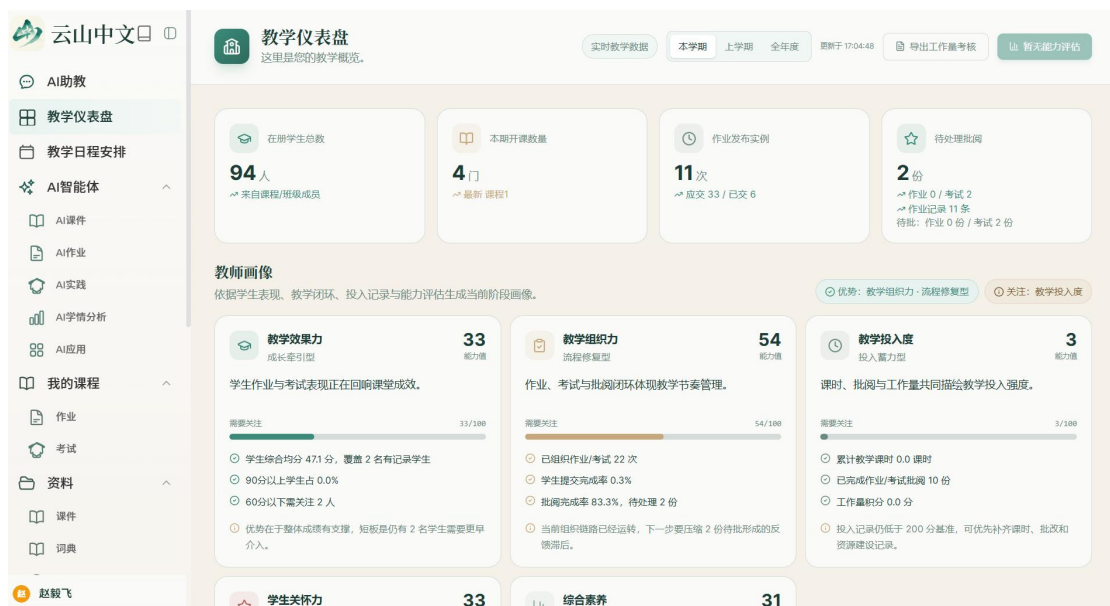 云山中文
AI助教
教学仪表盘
教学日程安排
AI智能体
AI课件
AI作业
AI实践
AI学情分析
AI应用
我的课程
作业
考试
资料
课件
词典
赵
赵毅飞
教学仪表盘
这里是您的教学概览。
实时教学数据
本学期
上学期
全年度
更新于 17:04:48
导出工作量考核
暂无能力评估
在册学生总数
94人
来自课程/班级成员
本期开课数量
4门
最新 课程1
作业发布实例
11次
应交 33 / 已交 6
待处理批阅
2份
作业 0 / 考试 2
作业记录 11 条
待批：作业 0 份 / 考试 2 份
教师画像
依据学生表现、教学闭环、投入记录与能力评估生成当前阶段画像。
优势：教学组织力 · 流程修复型
关注：教学投入度
教学效果力
成长牵引型
33
能力值
学生作业与考试表现正在回响课堂成效。
需要关注
33/100
学生综合均分 47.1 分，覆盖 2 名有记录学生
90分以上学生占 0.0%
60分以下需关注 2 人
优势在于整体成绩有支撑，短板是仍有 2 名学生需要更早
介入。
教学组织力
流程修复型
54
能力值
作业、考试与批阅闭环体现教学节奏管理。
需要关注
54/100
已组织作业/考试 22 次
学生提交完成率 0.3%
批阅完成率 83.3%，待处理 2 份
当前组织链路已经运转，下一步要压缩 2 份待批形成的反
馈滞后。
教学投入度
投入蓄力型
3
能力值
课时、批阅与工作量共同描绘教学投入强度。
需要关注
3/100
累计教学课时 0.0 课时
已完成作业/考试批阅 10 份
工作量积分 0.0 分
投入记录仍低于 200 分基准，可优先补齐课时、批改和
资源建设记录。
学生关怀力
33
综合素养
31